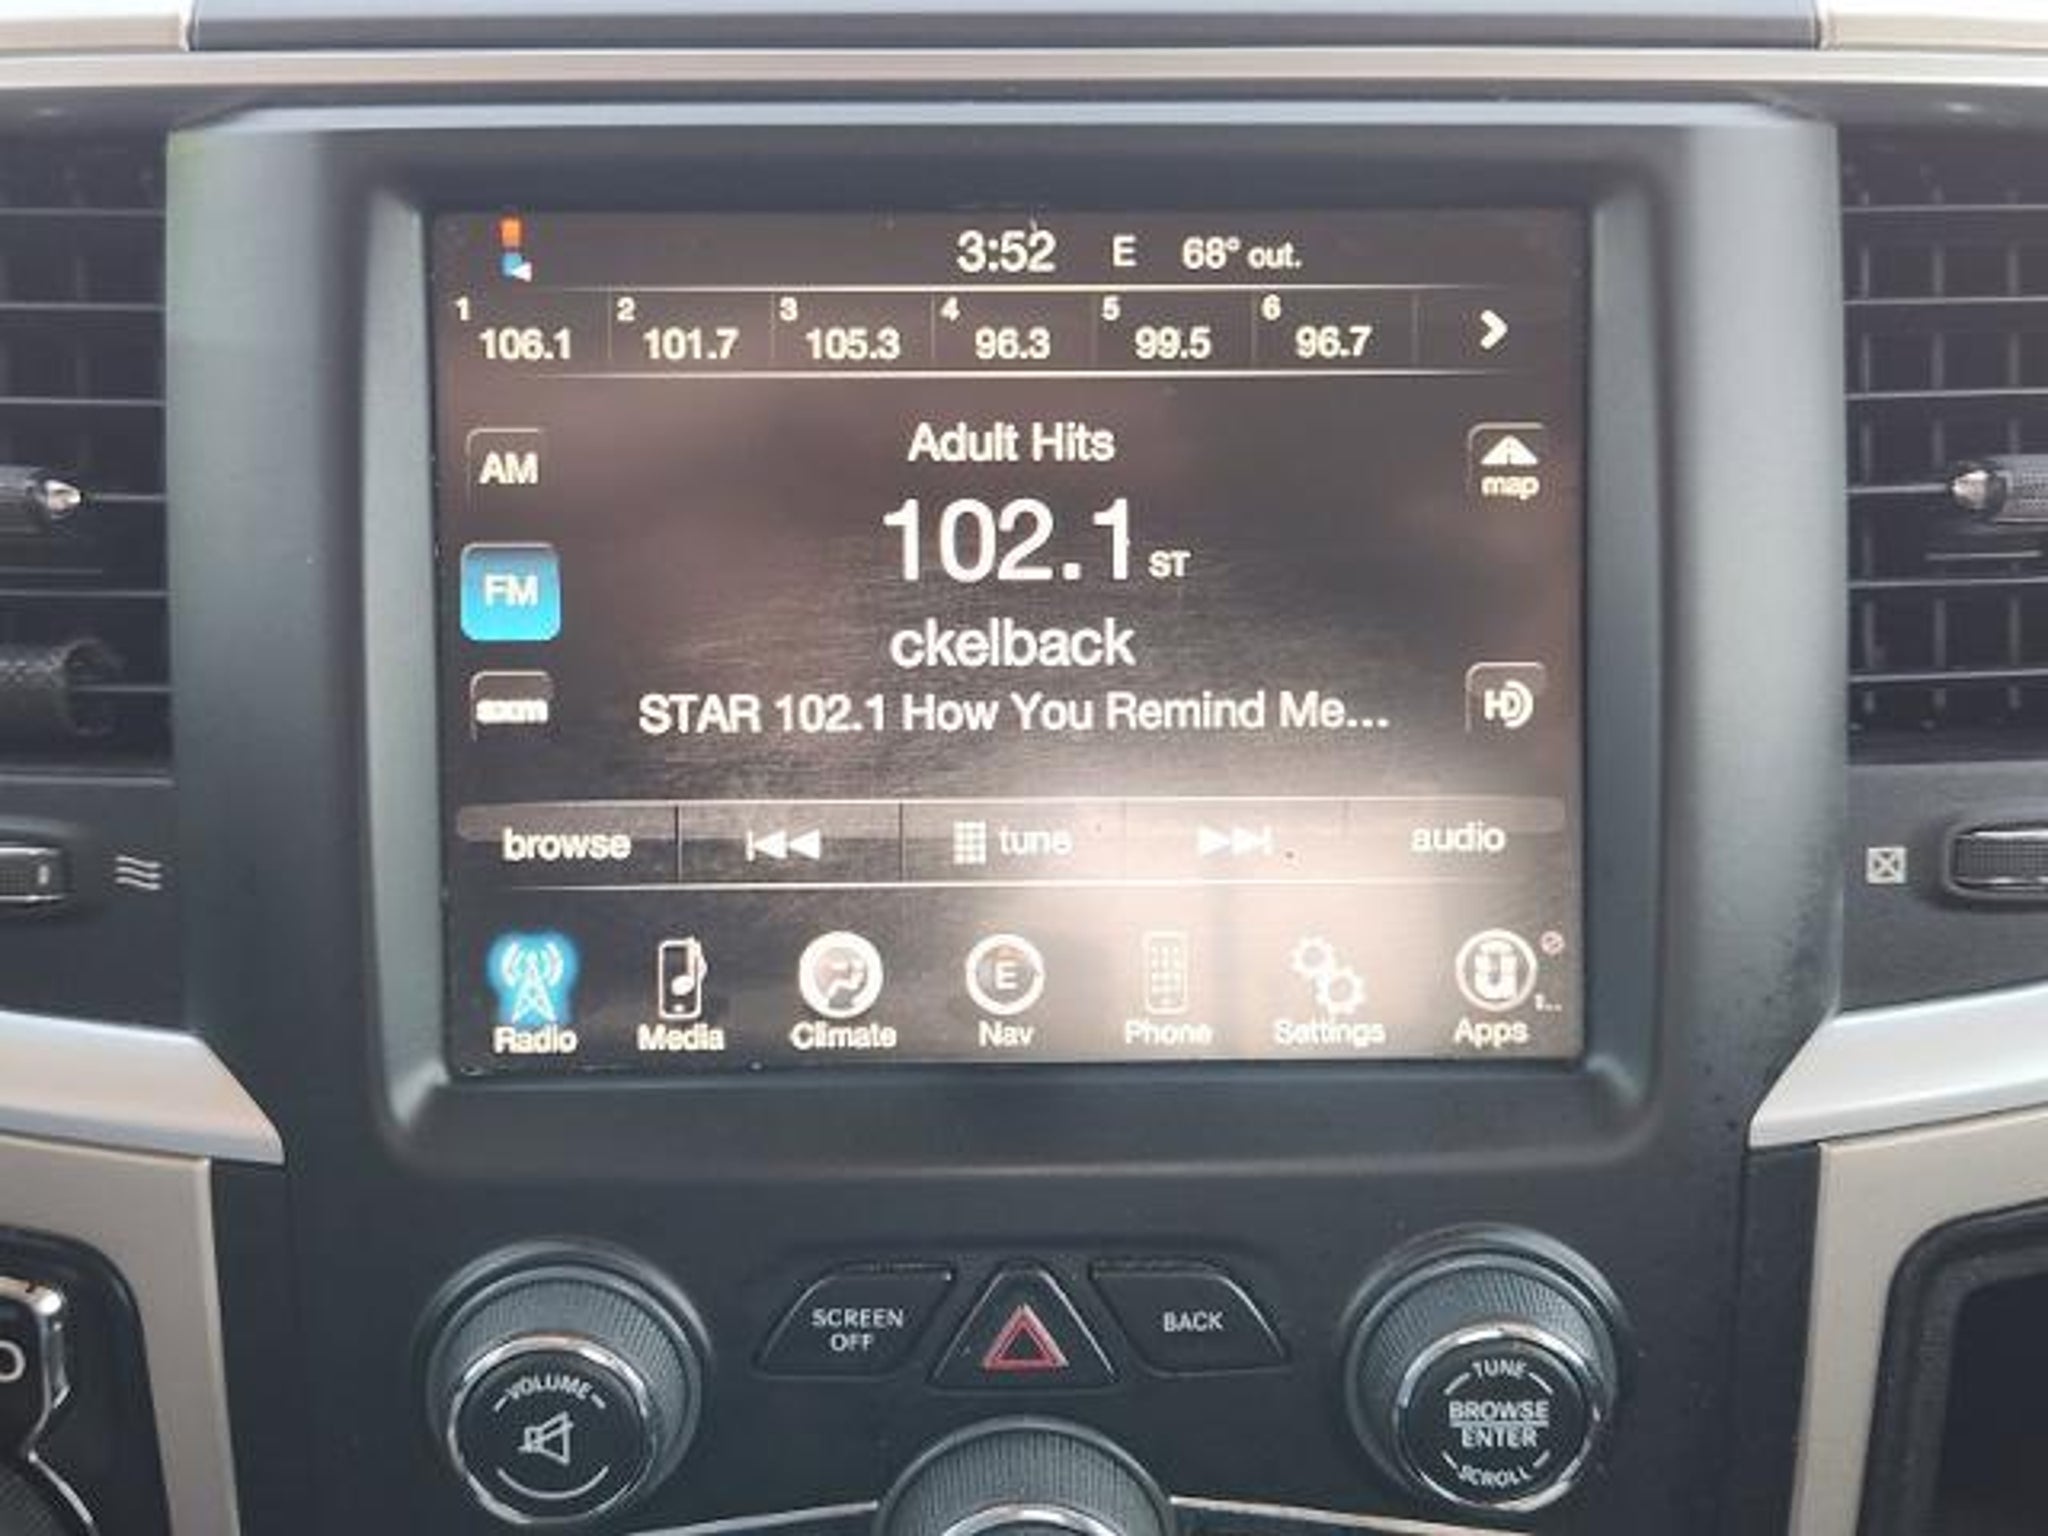 3:52 E 68° out.
1 2 3 4 5 6
106.1 101.7 105.3 96.3 99.5 96.7
Adult Hits
AM
map
102.1 ST
FM
ckelback
sxm
STAR 102.1 How You Remind Me...
HD
browse tune audio
E
Radio Media Climate Nav Phone Settings Apps
SCREEN
OFF
BACK
VOLUME
TUNE
BROWSE
ENTER
SCROLL